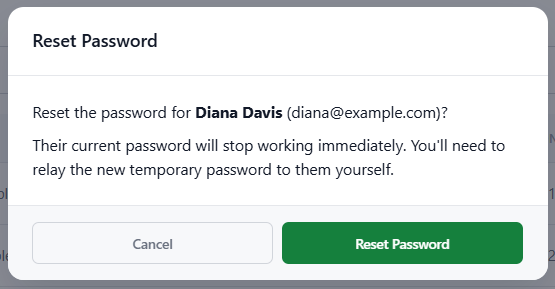 Reset Password
Reset the password for Diana Davis (diana@example.com)?
Their current password will stop working immediately. You'll need to
relay the new temporary password to them yourself.
Cancel
Reset Password